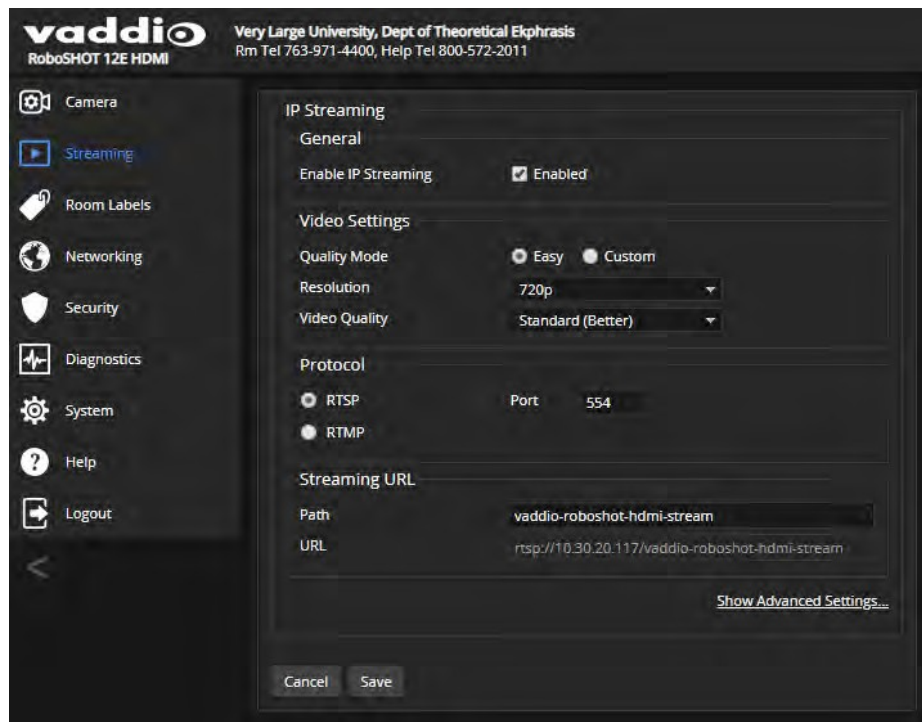 vaddio
RoboSHOT 12E HDMI
Very Large University, Dept of Theoretical Ekphrasis
Rm Tel 763-971-4400, Help Tel 800-572-2011
Camera
Streaming
Room Labels
Networking
Security
Diagnostics
System
Help
Logout
IP Streaming
General
Enable IP Streaming Enabled
Video Settings
Quality Mode Easy Custom
Resolution 720p
Video Quality Standard (Better)
Protocol
RTSP Port 554
RTMP
Streaming URL
Path vaddio-roboshot-hdmi-stream
URL rtsp://10.30.20.117/vaddio-roboshot-hdmi-stream
Show Advanced Settings...
Cancel Save